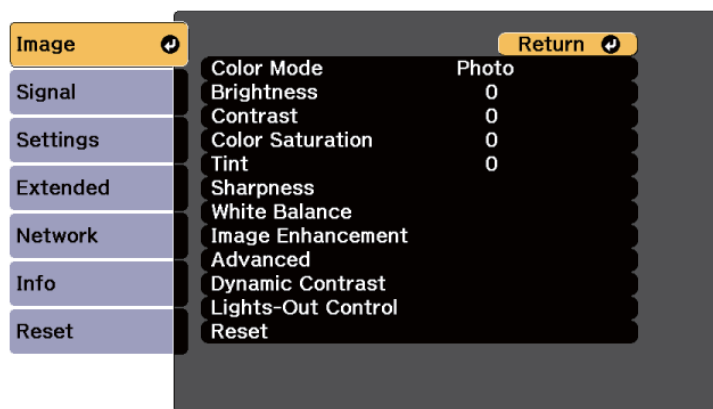 Image
Signal
Settings
Extended
Network
Info
Reset
Return
Color Mode Photo
Brightness 0
Contrast 0
Color Saturation 0
Tint 0
Sharpness
White Balance
Image Enhancement
Advanced
Dynamic Contrast
Lights-Out Control
Reset